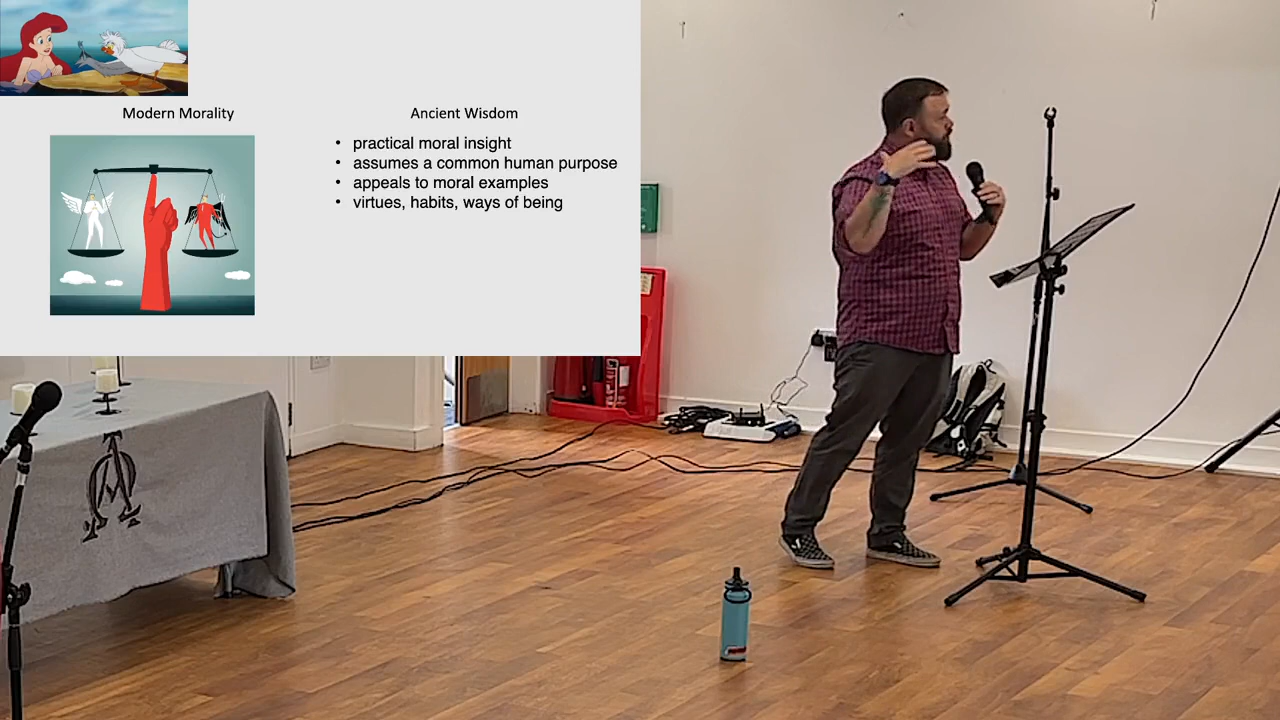 Modern Morality
Ancient Wisdom
• practical moral insight
• assumes a common human purpose
• appeals to moral examples
• virtues, habits, ways of being